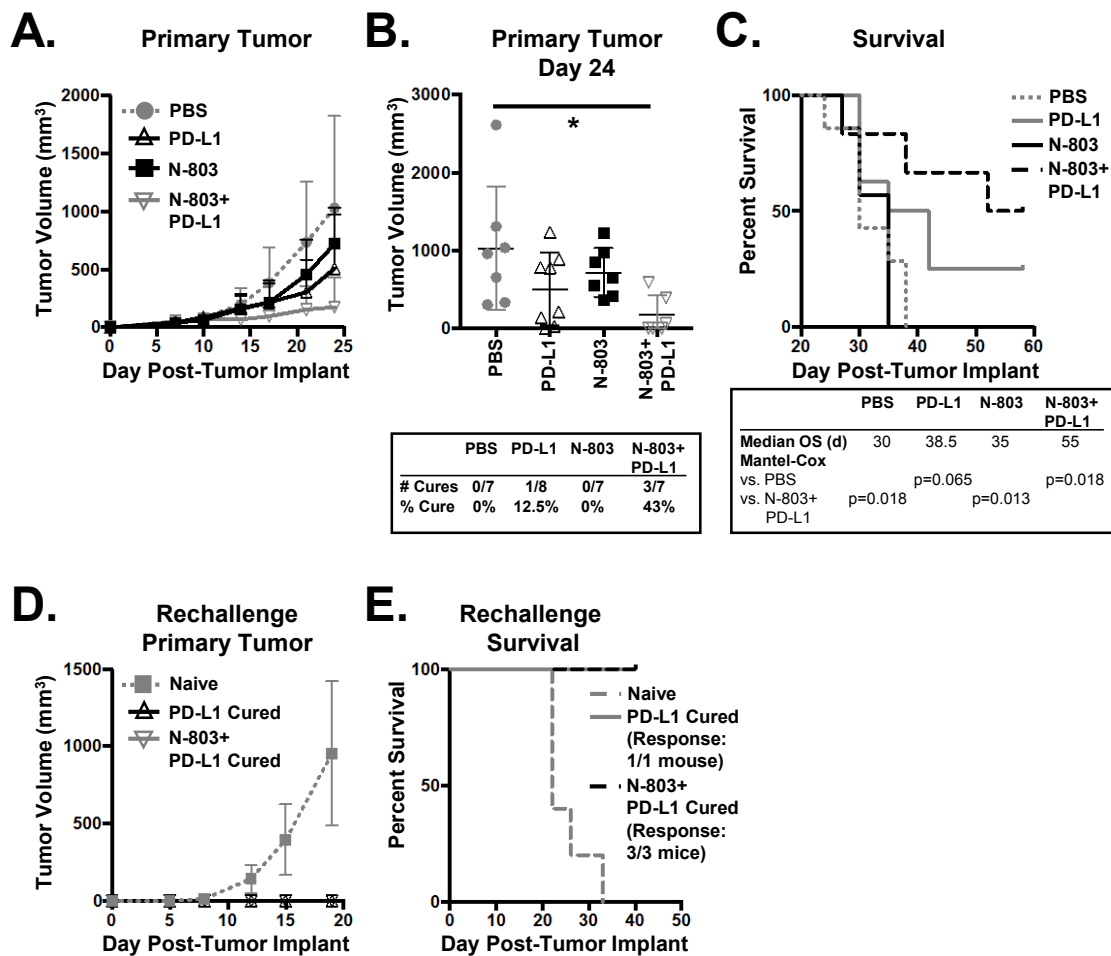 A.
Primary Tumor
Tumor Volume (mm³)
2000
1500
1000
500
0
0 5 10 15 20 25
Day Post-Tumor Implant
PBS
PD-L1
N-803
N-803+
PD-L1
B.
Primary Tumor
Day 24
Tumor Volume (mm³)
3000
2000
1000
0
*
PBS
PD-L1
N-803
N-803+
PD-L1
PBS PD-L1 N-803 N-803+
PD-L1
# Cures 0/7 1/8 0/7 3/7
% Cure 0% 12.5% 0% 43%
C.
Survival
Percent Survival
100
50
0
20 30 40 50 60
Day Post-Tumor Implant
PBS
PD-L1
N-803
N-803+
PD-L1
PBS PD-L1 N-803 N-803+
PD-L1
Median OS (d) 30 38.5 35 55
Mantel-Cox
vs. PBS p=0.065 p=0.018
vs. N-803+ p=0.018 p=0.013
PD-L1
D.
Rechallenge
Primary Tumor
Tumor Volume (mm³)
1500
1000
500
0
0 5 10 15 20
Day Post-Tumor Implant
Naive
PD-L1 Cured
N-803+
PD-L1 Cured
E.
Rechallenge
Survival
Percent Survival
100
50
0
0 10 20 30 40 50
Day Post-Tumor Implant
Naive
PD-L1 Cured
(Response:
1/1 mouse)
N-803+
PD-L1 Cured
(Response:
3/3 mice)